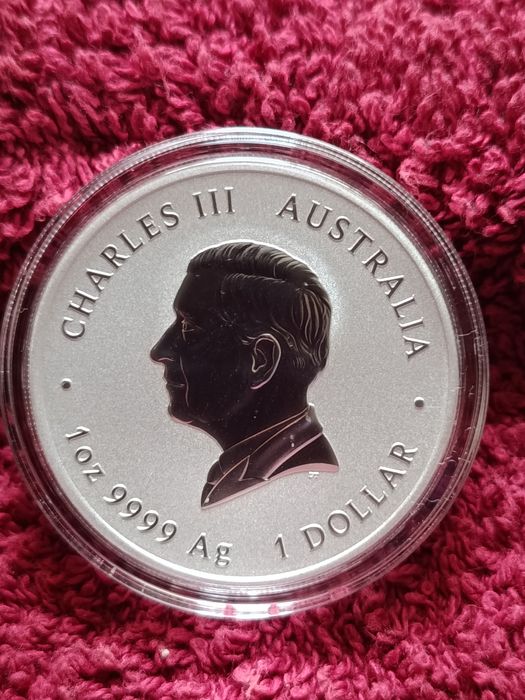 CHARLES III AUSTRALIA
1oz 9999 Ag 1 DOLLAR